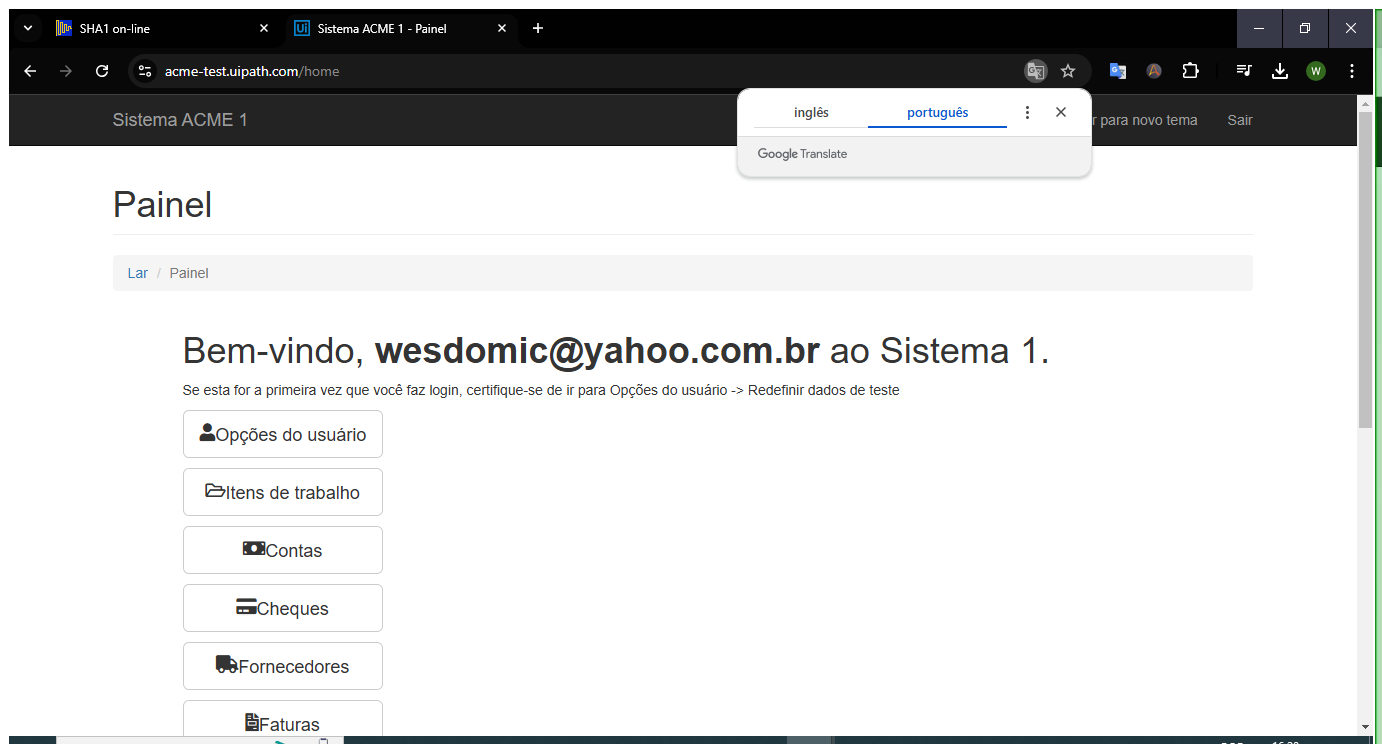 SHA1 on-line
Ui Sistema ACME 1 - Painel
acme-test.uipath.com/home
W
Sistema ACME 1
inglês português
r para novo tema Sair
Google Translate
Painel
Lar / Painel
Bem-vindo, wesdomic@yahoo.com.br ao Sistema 1.
Se esta for a primeira vez que você faz login, certifique-se de ir para Opções do usuário -> Redefinir dados de teste
Opções do usuário
Itens de trabalho
Contas
Cheques
Fornecedores
Faturas